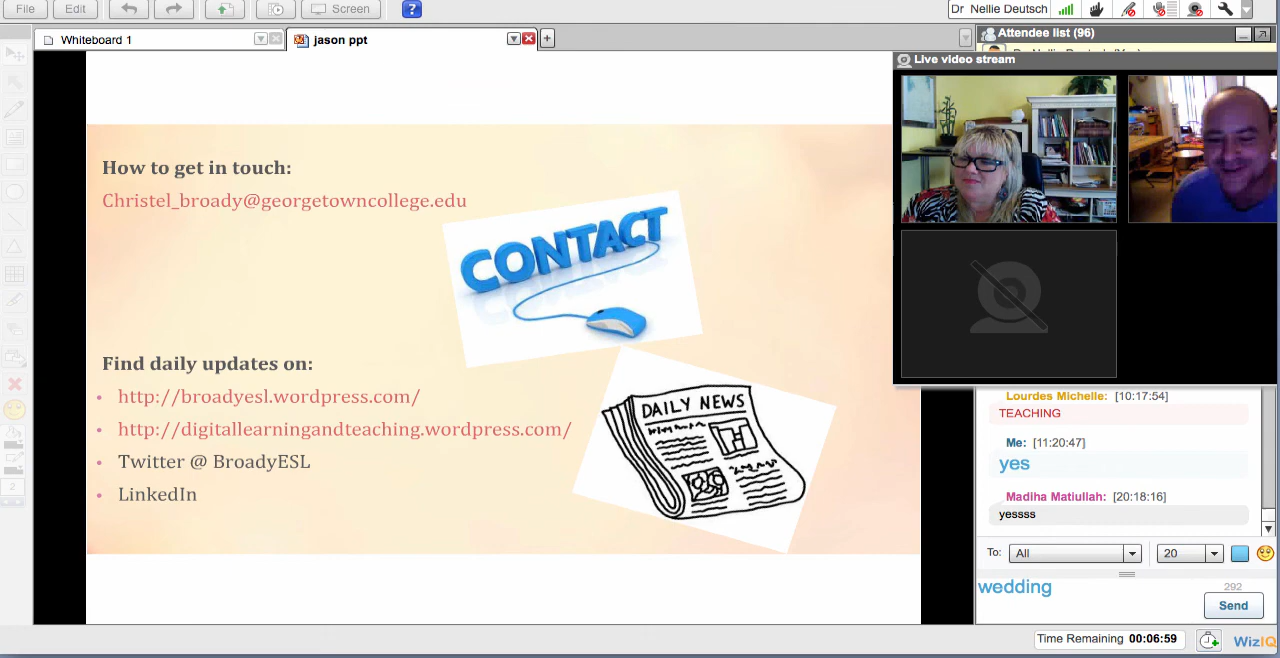 File Edit Screen ? Dr Nellie Deutsch
Whiteboard 1 jason ppt +
Attendee list (96)
Live video stream
How to get in touch:
Christel_broady@georgetowncollege.edu
CONTACT
Find daily updates on:
• http://broadyesl.wordpress.com/
• http://digitallearningandteaching.wordpress.com/
• Twitter @ BroadyESL
• LinkedIn
DAILY NEWS
Lourdes Michelle: [10:17:54]
TEACHING
Me: [11:20:47]
yes
Madiha Matiullah: [20:18:16]
yessss
To: All 20
wedding
292
Send
2
Time Remaining 00:06:59
WizIQ